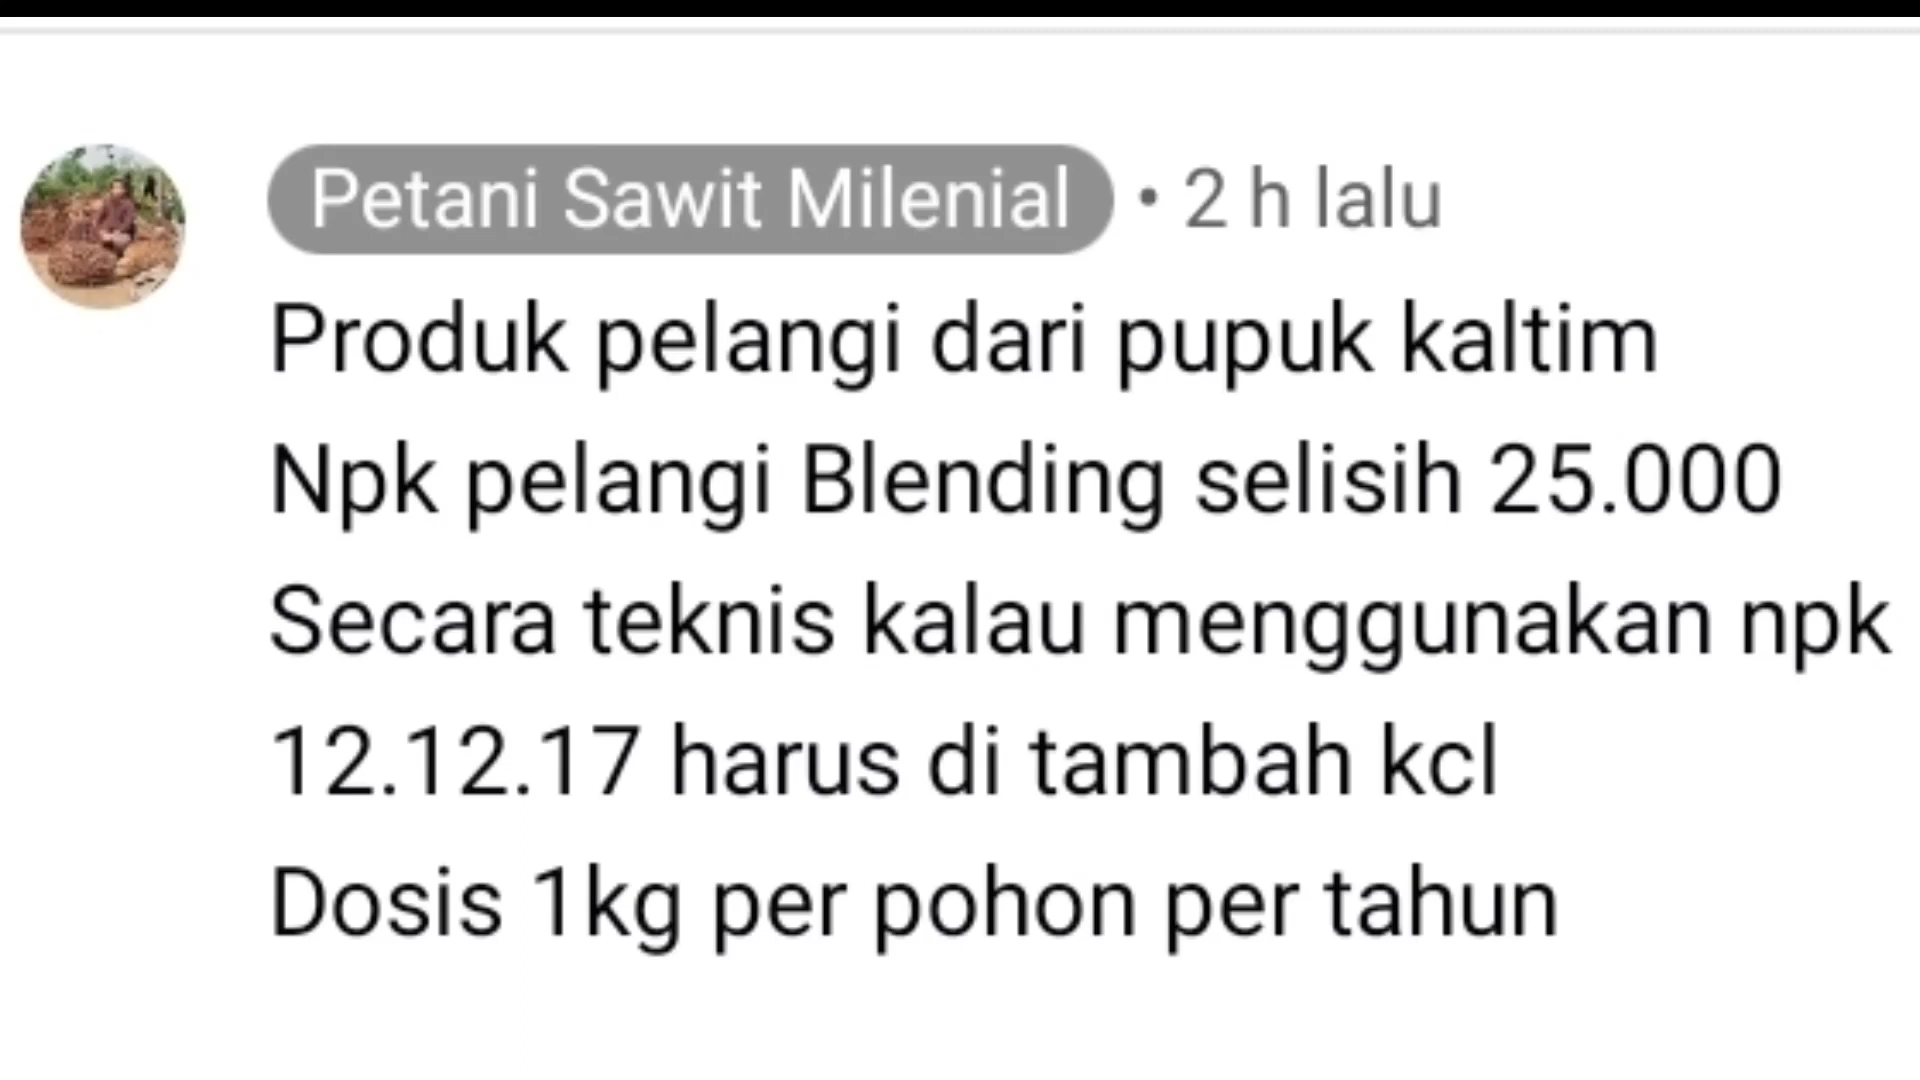 Petani Sawit Milenial • 2 h lalu
Produk pelangi dari pupuk kaltim
Npk pelangi Blending selisih 25.000
Secara teknis kalau menggunakan npk
12.12.17 harus di tambah kcl
Dosis 1kg per pohon per tahun